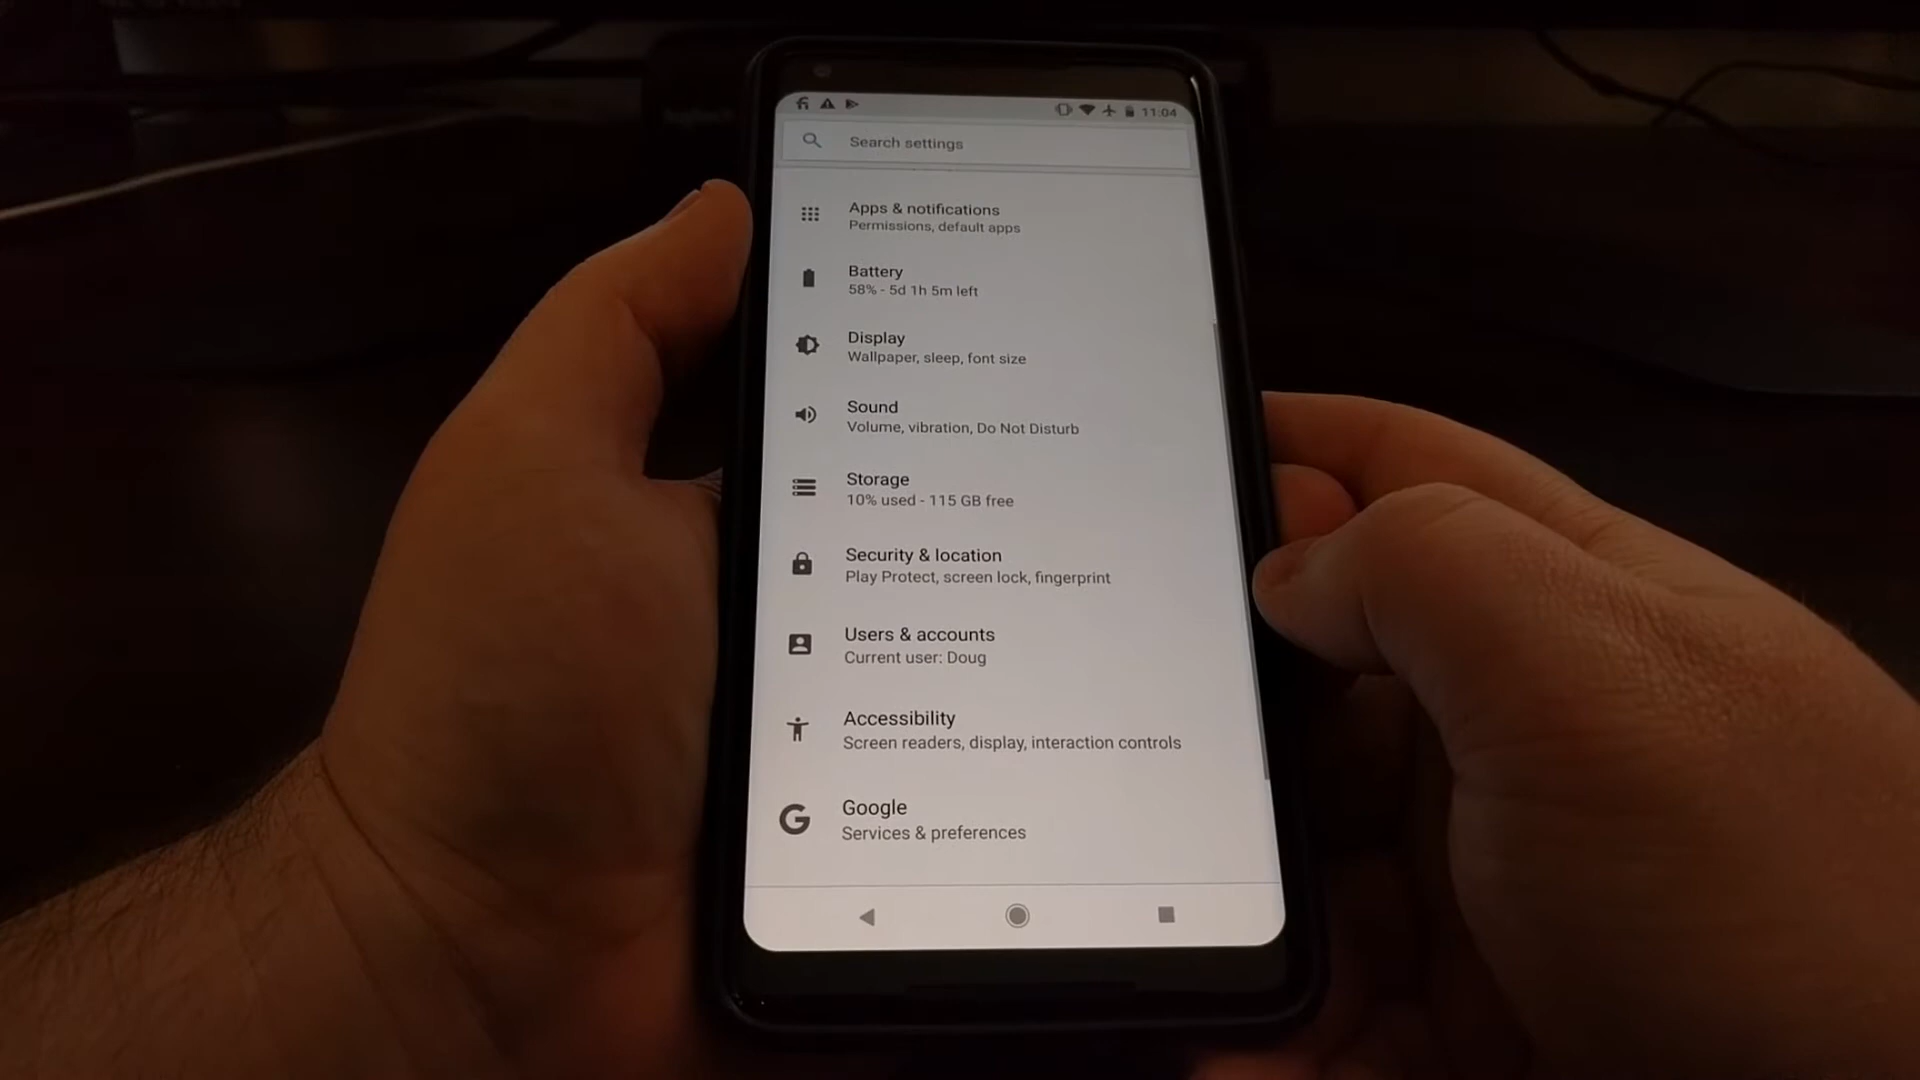 11:04
Search settings
Apps & notifications
Permissions, default apps
Battery
58% - 5d 1h 5m left
Display
Wallpaper, sleep, font size
Sound
Volume, vibration, Do Not Disturb
Storage
10% used - 115 GB free
Security & location
Play Protect, screen lock, fingerprint
Users & accounts
Current user: Doug
Accessibility
Screen readers, display, interaction controls
Google
Services & preferences